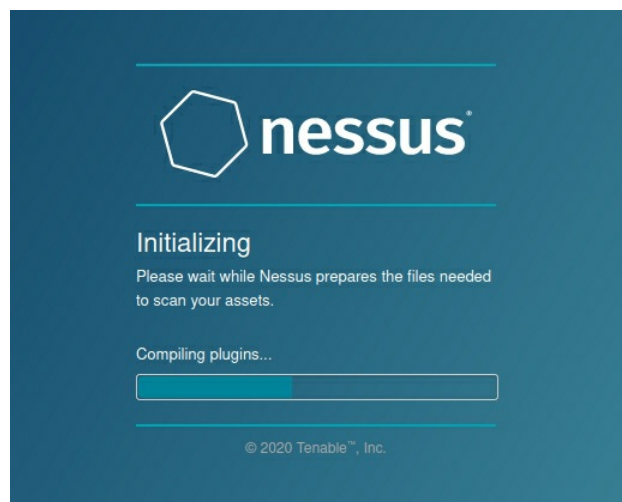 nessus®
Initializing
Please wait while Nessus prepares the files needed
to scan your assets.
Compiling plugins...
© 2020 Tenable™, Inc.